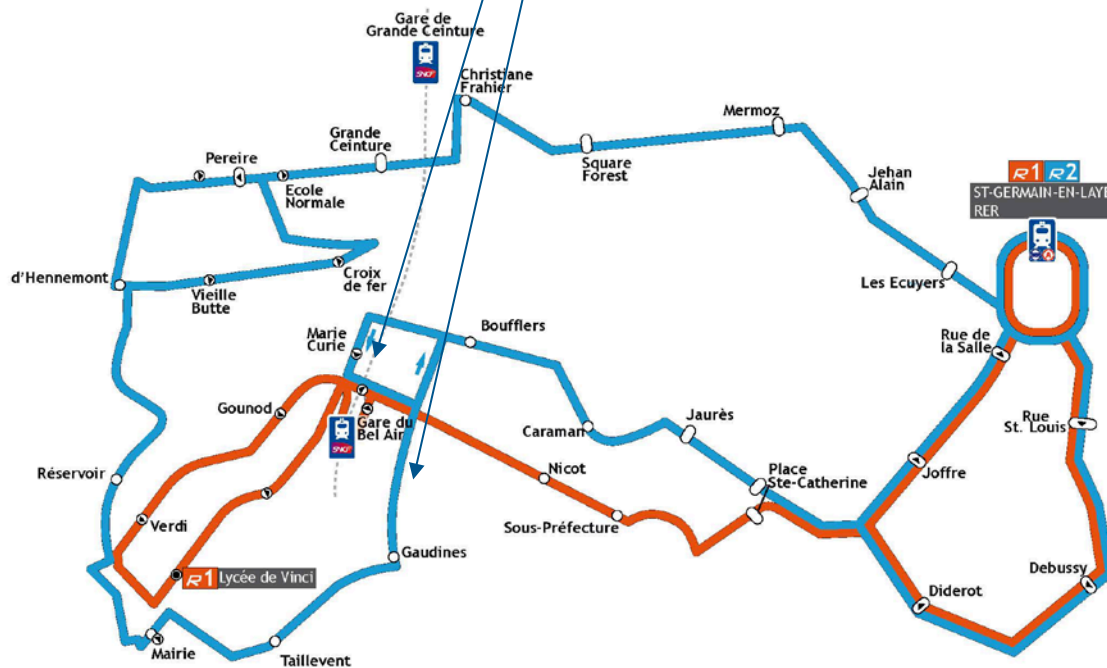 Gare de
Grande Ceinture
SNCF
Christiane
Frahier
Mermoz
Grande
Ceinture
Pereire
Square
Forest
Ecole
Normale
Jehan
Alain
R1 R2
ST-GERMAIN-EN-LAYE
RER
A
d'Hennemont
Croix
de fer
Vieille
Butte
Les Ecuyers
Marie
Curie
Boufflers
Rue de
la Salle
Gounod
Gare du
Bel Air
SNCF
Caraman
Jaurès
Rue
St. Louis
Réservoir
Nicot
Place
Ste-Catherine
Joffre
Verdi
Sous-Préfecture
Gaudines
R1 Lycée de Vinci
Debussy
Diderot
Mairie
Taillevent